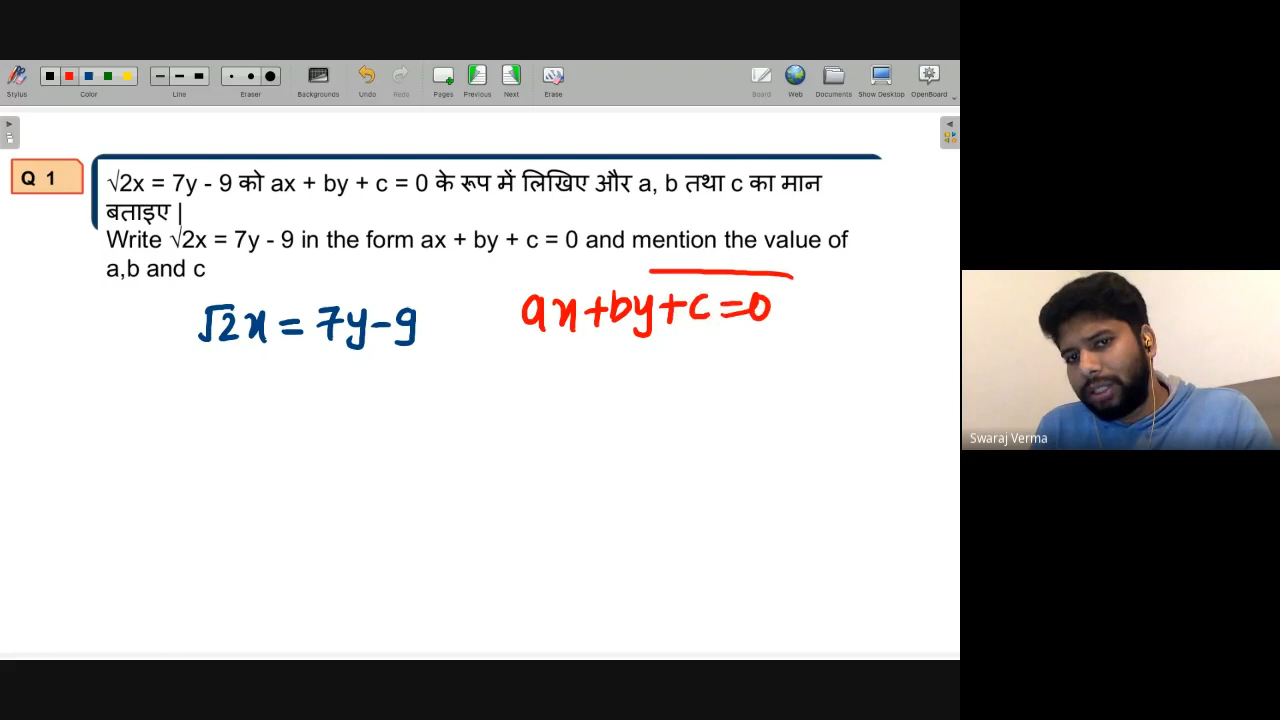 Stylus Color Line Eraser Backgrounds Undo Redo Pages Previous Next Erase Board Web Documents Show Desktop OpenBoard
Q 1
√2x = 7y - 9 को ax + by + c = 0 के रूप में लिखिए और a, b तथा c का मान
बताइए |
Write √2x = 7y - 9 in the form ax + by + c = 0 and mention the value of
a,b and c
√2x = 7y-9
ax+by+c=0
Swaraj Verma